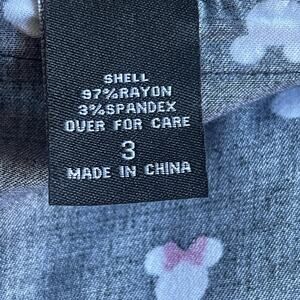 SHELL
97%RAYON
3%SPANDEX
OVER FOR CARE
3
MADE IN CHINA